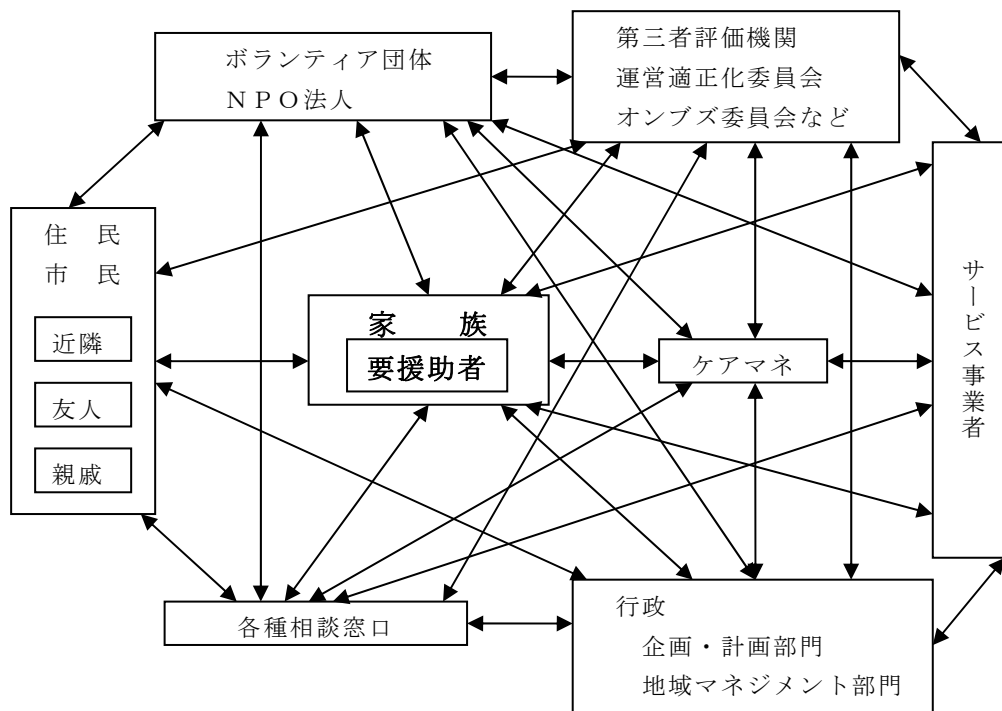 ボランティア団体
ＮＰＯ法人
第三者評価機関
運営適正化委員会
オンブズ委員会など
住　民
市　民
近隣
友人
親戚
家　　族
要援助者
ケアマネ
サービス事業者
各種相談窓口
行政
企画・計画部門
地域マネジメント部門